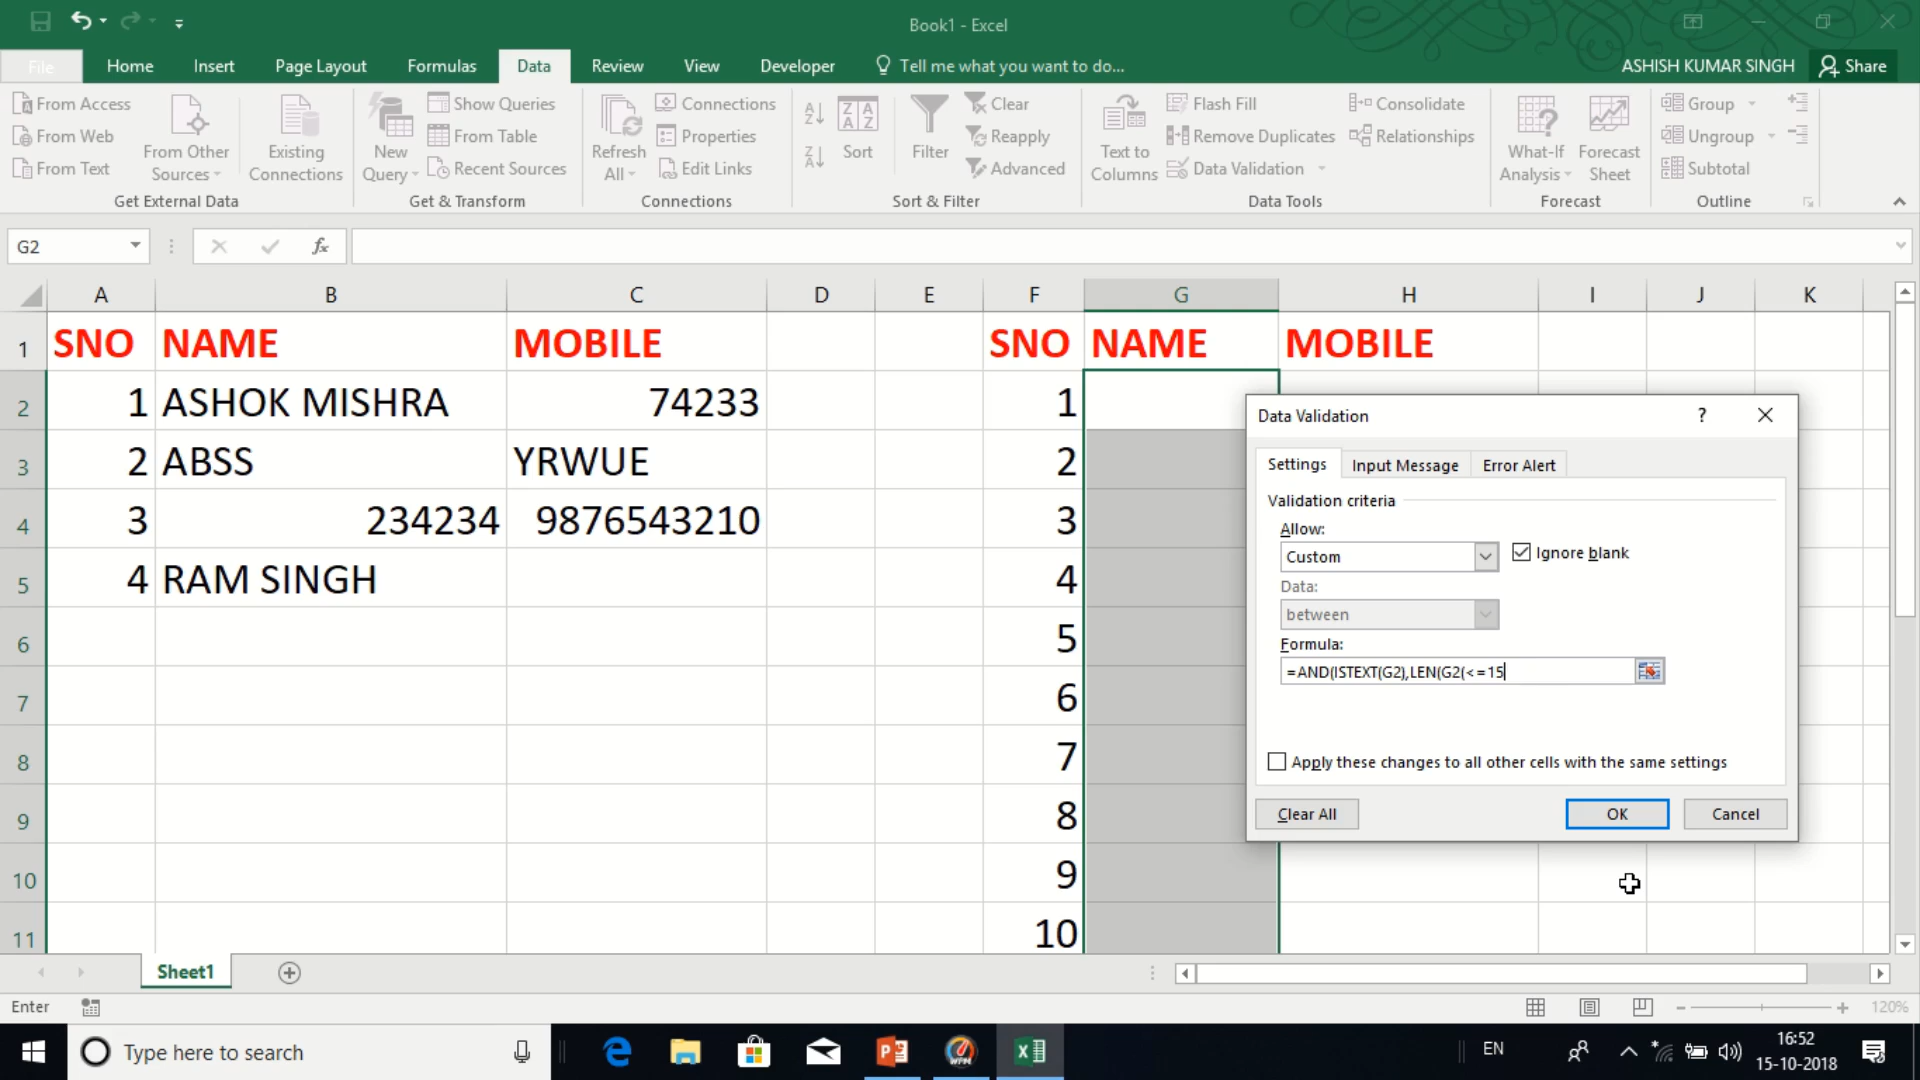 Book1 - Excel
File Home Insert Page Layout Formulas Data Review View Developer Tell me what you want to do... ASHISH KUMAR SINGH Share
From Access
From Web
From Text
From Other Sources
Existing Connections
Get External Data
New Query
Show Queries
From Table
Recent Sources
Get & Transform
Refresh All
Connections
Properties
Edit Links
Connections
Sort
Filter
Clear
Reapply
Advanced
Sort & Filter
Text to Columns
Flash Fill
Remove Duplicates
Data Validation
Consolidate
Relationships
Data Tools
What-If Analysis
Forecast Sheet
Forecast
Group
Ungroup
Subtotal
Outline
G2 fx
A B C D E F G H I J K
1 SNO NAME MOBILE SNO NAME MOBILE
2 1 ASHOK MISHRA 74233 1
3 2 ABSS YRWUE 2
4 3 234234 9876543210 3
5 4 RAM SINGH 4
6 5
7 6
8 7
9 8
10 9
11 10
Data Validation ?
Settings Input Message Error Alert
Validation criteria
Allow:
Custom Ignore blank
Data:
between
Formula:
=AND(ISTEXT(G2),LEN(G2(<=15
Apply these changes to all other cells with the same settings
Clear All OK Cancel
Sheet1
Enter 120%
Type here to search
EN
16:52
15-10-2018